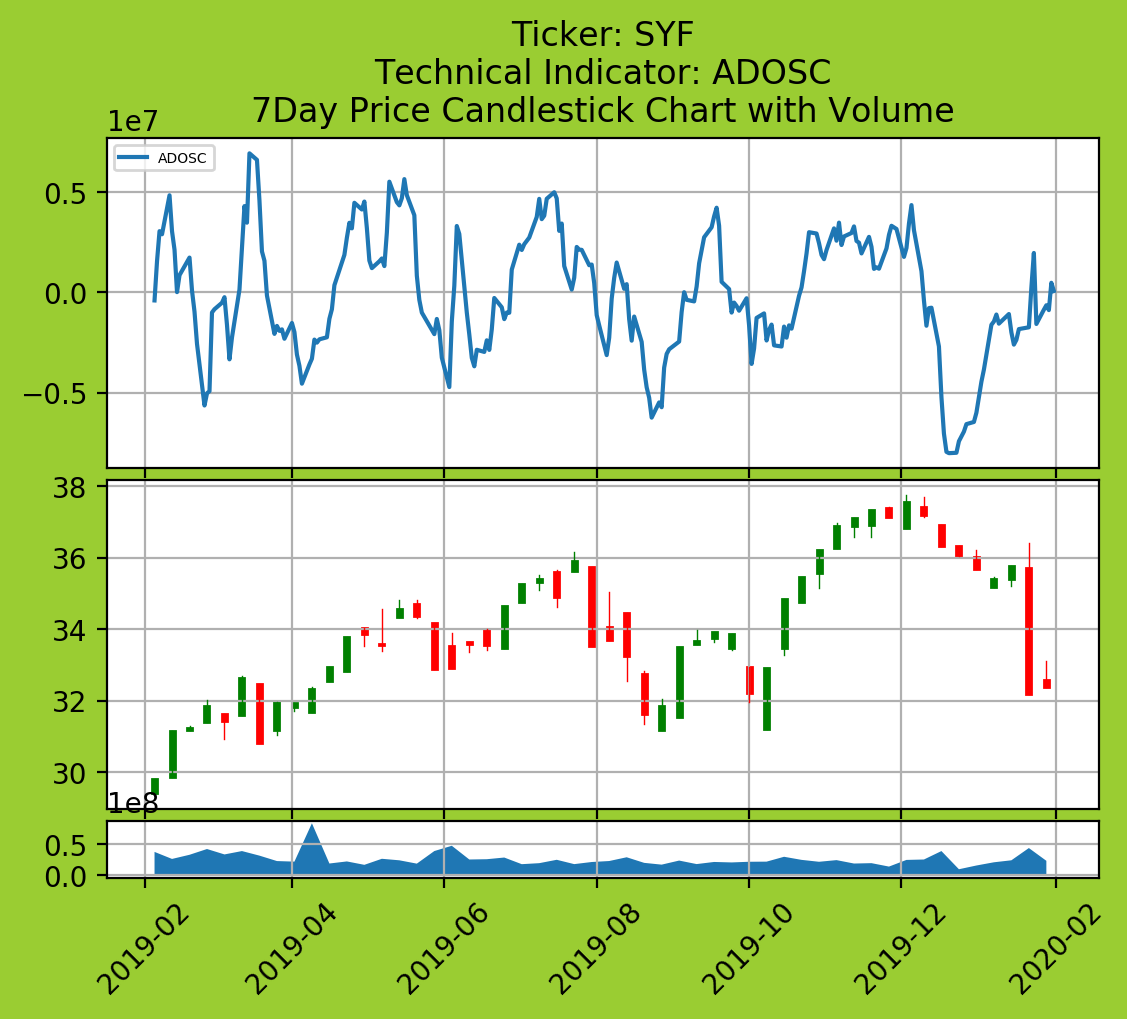 Ticker: SYF
Technical Indicator: ADOSC
7Day Price Candlestick Chart with Volume
1e7
ADOSC
0.5
0.0
−0.5
38
36
34
32
30
1e8
0.5
0.0
2019-02
2019-04
2019-06
2019-08
2019-10
2019-12
2020-02